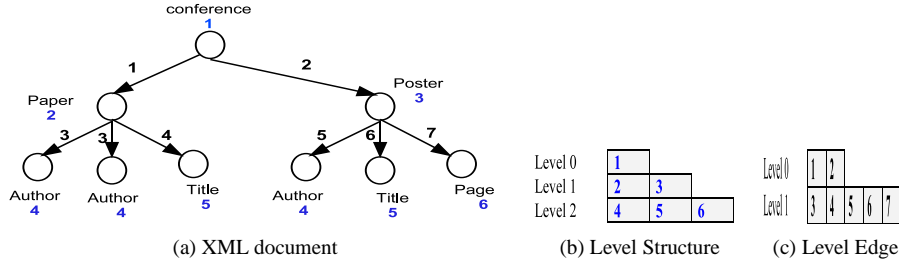 conference
1
1
2
Paper
2
Poster
3
3
3
4
5
6
7
Author
4
Author
4
Title
5
Author
4
Title
5
Page
6
(a) XML document
Level 0 1
Level 1 2 3
Level 2 4 5 6
(b) Level Structure
Level 0 1 2
Level 1 3 4 5 6 7
(c) Level Edge